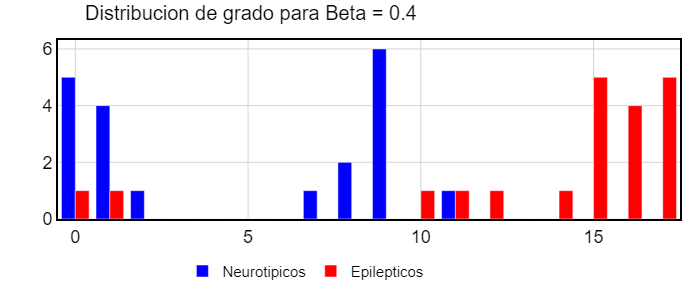 Distribucion de grado para Beta = 0.4
6
4
2
0
0 5 10 15
Neurotipicos Epilepticos